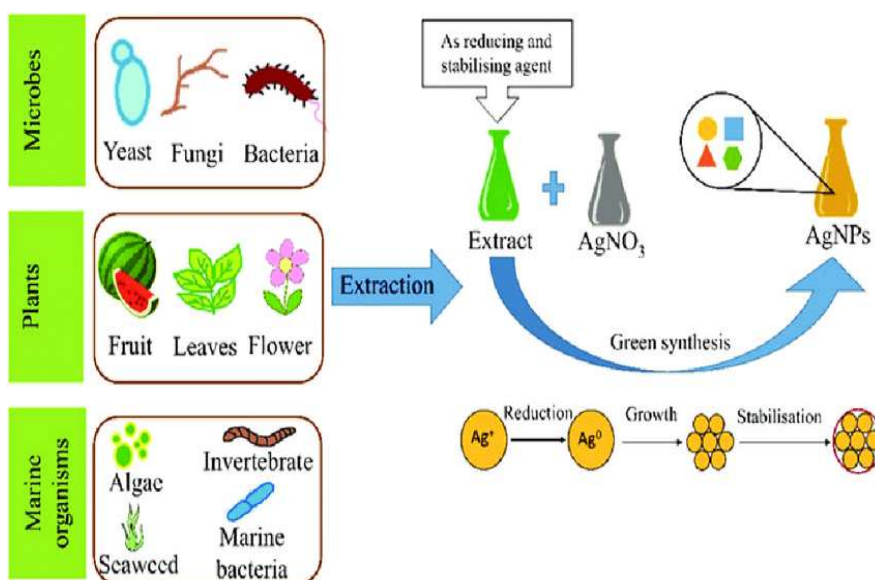 Microbes
Yeast Fungi Bacteria
Plants
Fruit Leaves Flower
Marine
organisms
Algae
Invertebrate
Seaweed
Marine
bacteria
Extraction
As reducing and
stabilising agent
Extract
AgNO₃
AgNPs
Green synthesis
Ag⁺
Reduction
Ag⁰
Growth
Stabilisation